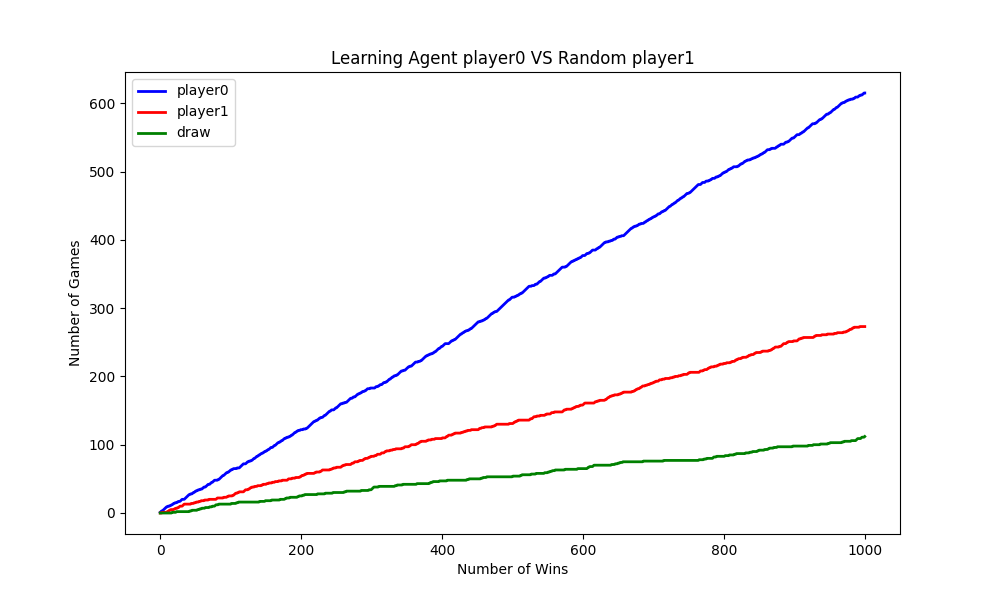 Learning Agent player0 VS Random player1
player0
player1
draw
Number of Games
600
500
400
300
200
100
0
0 200 400 600 800 1000
Number of Wins